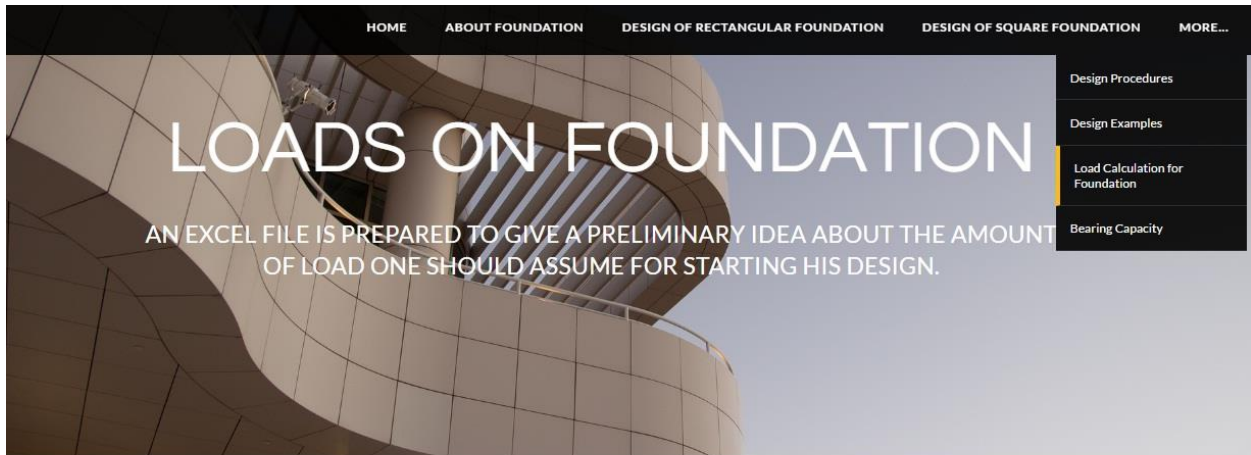 HOME ABOUT FOUNDATION DESIGN OF RECTANGULAR FOUNDATION DESIGN OF SQUARE FOUNDATION MORE...
Design Procedures
Design Examples
Load Calculation for
Foundation
Bearing Capacity
LOADS ON FOUNDATION
AN EXCEL FILE IS PREPARED TO GIVE A PRELIMINARY IDEA ABOUT THE AMOUNT
OF LOAD ONE SHOULD ASSUME FOR STARTING HIS DESIGN.